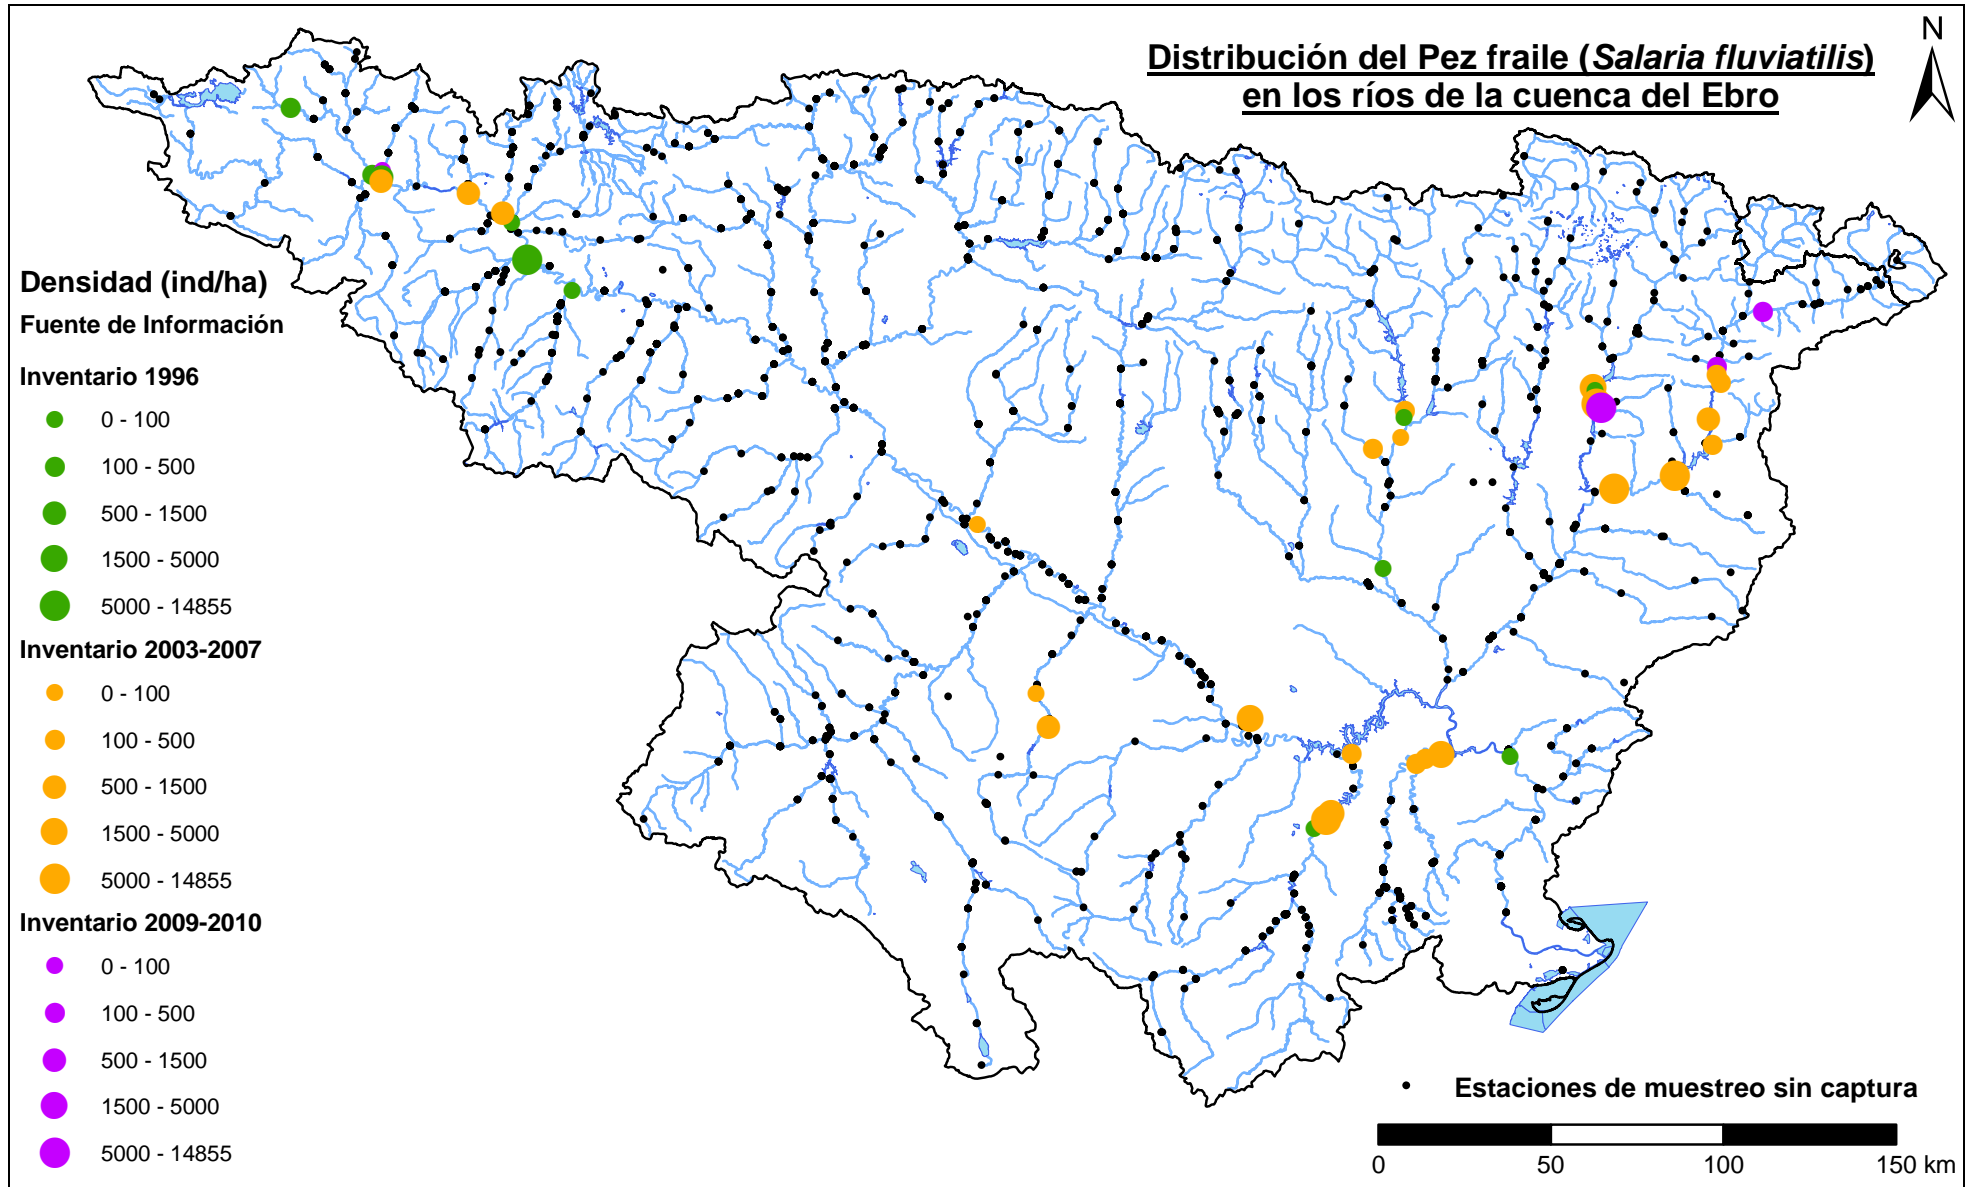 Distribución del Pez fraile (Salaria fluviatilis)
en los ríos de la cuenca del Ebro
N
Densidad (ind/ha)
Fuente de Información
Inventario 1996
0 - 100
100 - 500
500 - 1500
1500 - 5000
5000 - 14855
Inventario 2003-2007
0 - 100
100 - 500
500 - 1500
1500 - 5000
5000 - 14855
Inventario 2009-2010
0 - 100
100 - 500
500 - 1500
1500 - 5000
5000 - 14855
Estaciones de muestreo sin captura
0 50 100 150 km